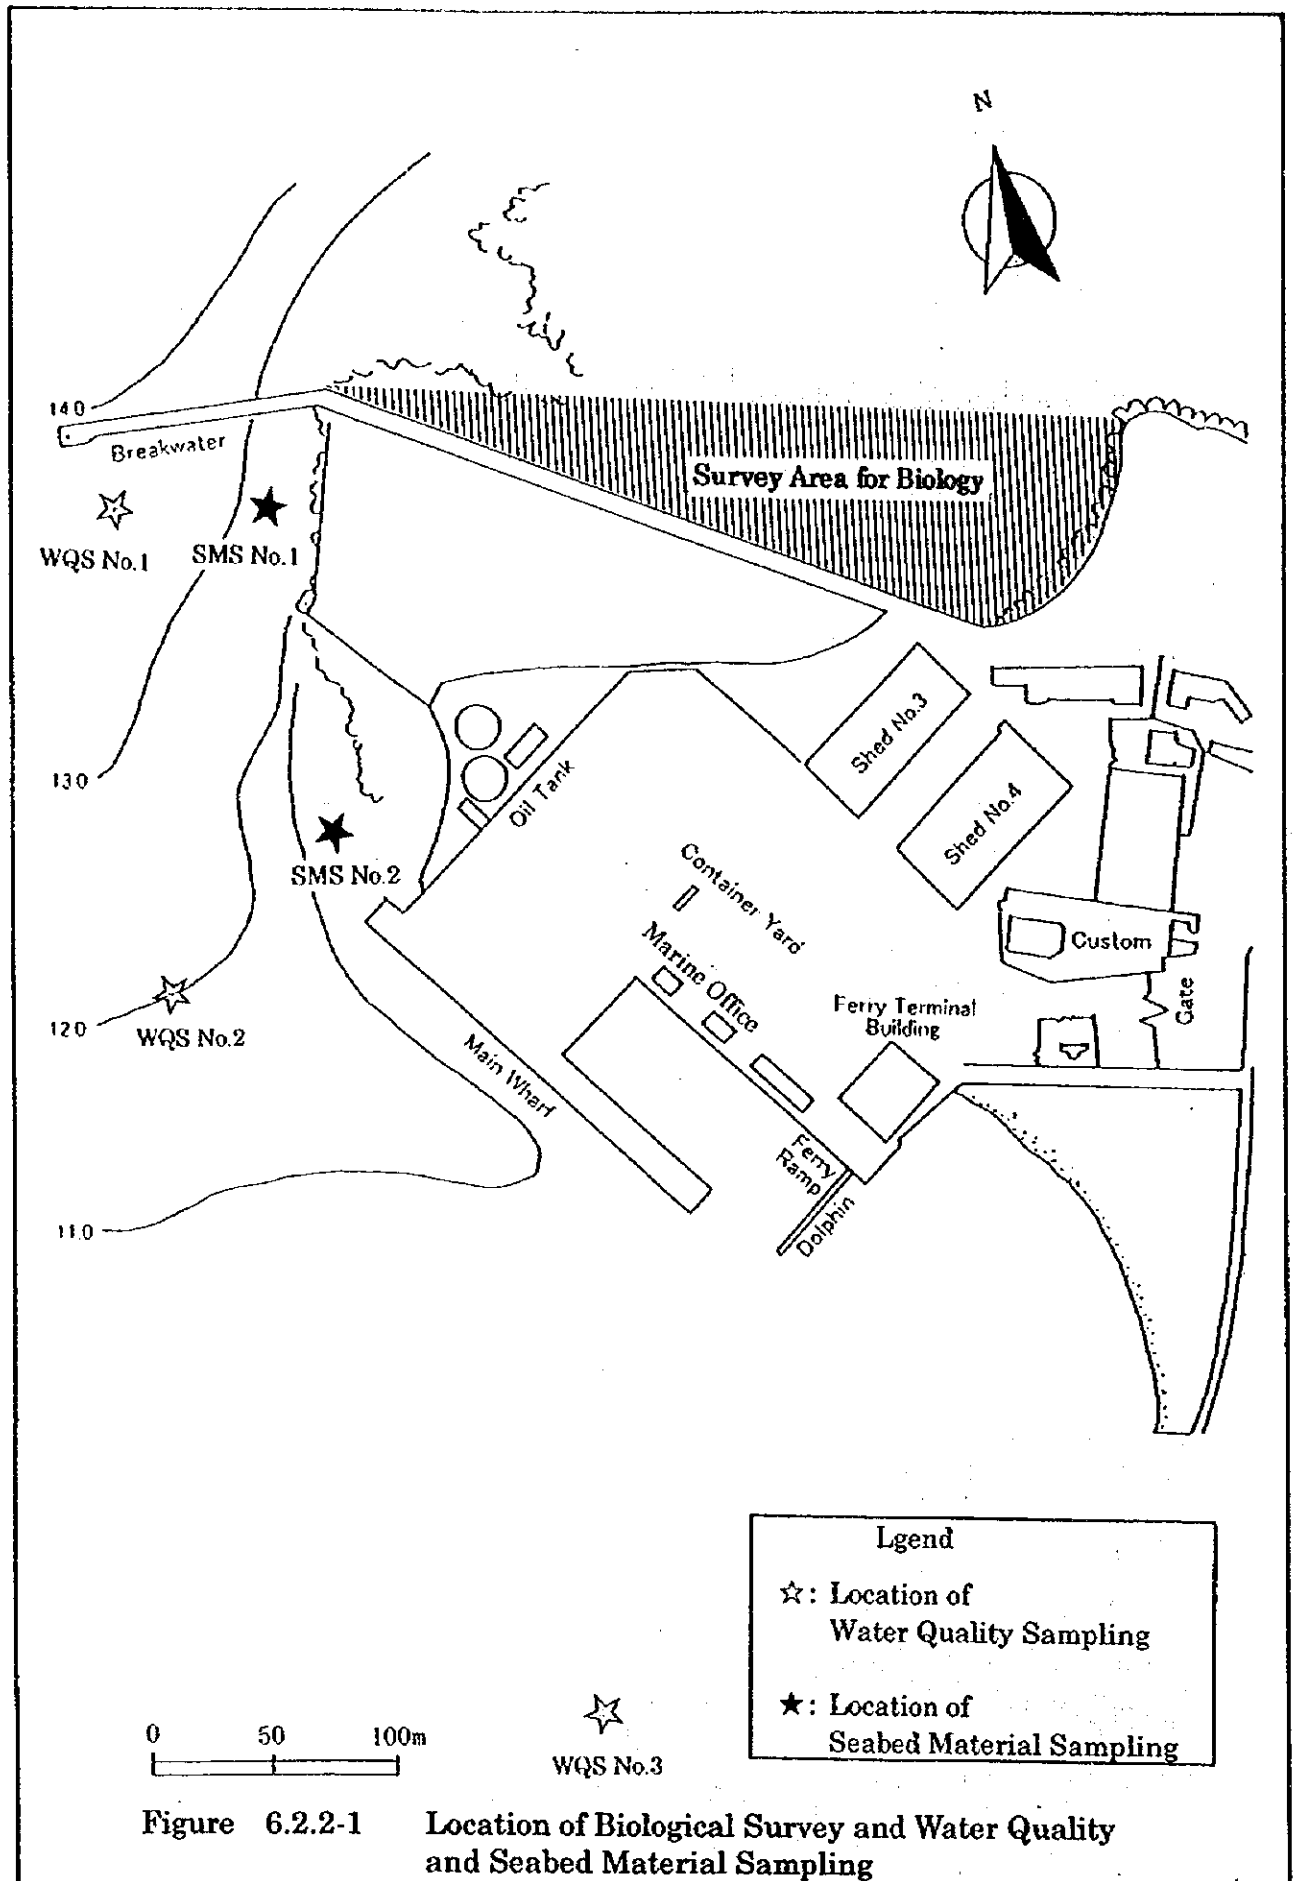 N
140
Breakwater
Survey Area for Biology
WQS No.1
SMS No.1
130
Oil Tank
Shed No.3
Shed No.4
SMS No.2
Container Yard
Marine Office
Custom
Gate
Ferry Terminal
Building
120
WQS No.2
Main Wharf
Ferry
Ramp
Dolphin
110
Lgend
☆: Location of
Water Quality Sampling
★: Location of
Seabed Material Sampling
0 50 100m
WQS No.3
Figure 6.2.2-1 Location of Biological Survey and Water Quality
and Seabed Material Sampling